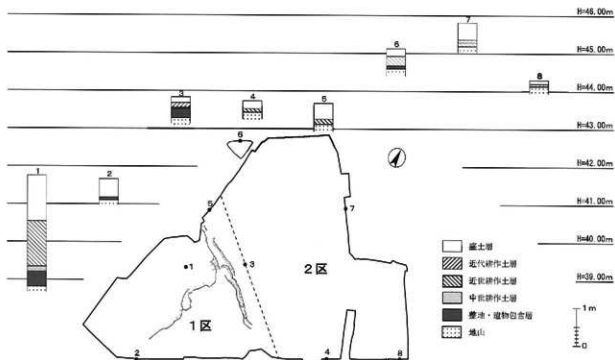 H=46.00m
7
6
H=45.00m
8
H=44.00m
3
4
5
H=43.00m
6
H=42.00m
1
2
5
7
H=41.00m
盛土層
H=40.00m
近代耕作土層
1
3
2区
近世耕作土層
H=39.00m
中世耕作土層
1m
整地・遺物包含層
1区
地山
0
2
4
8